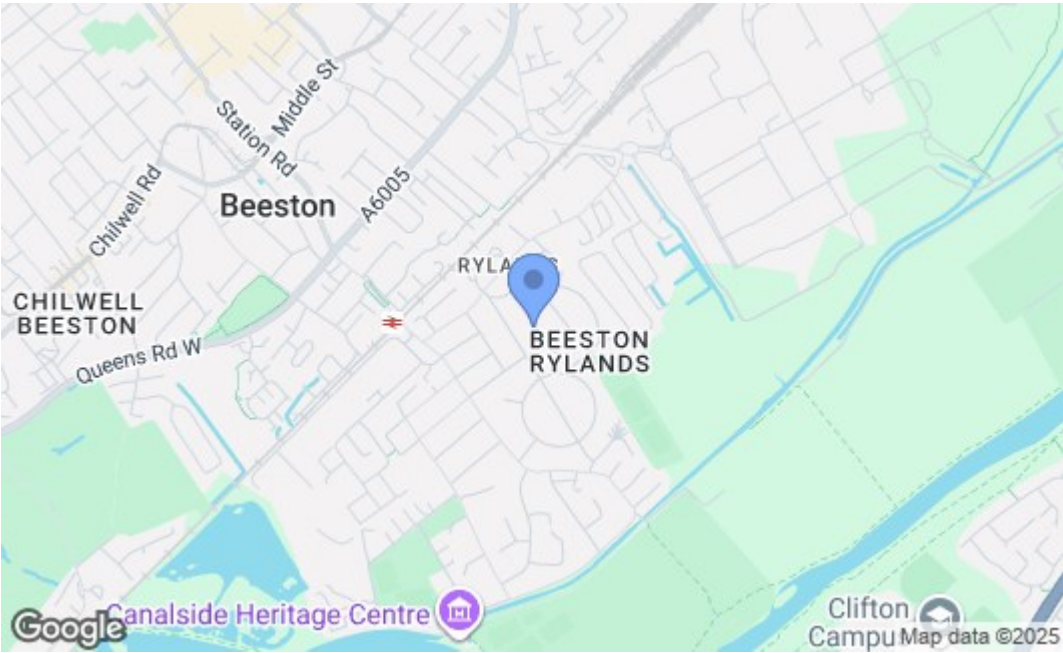 Middle St
Station Rd
A6005
Chilwell Rd
Beeston
RYLANDS
CHILWELL
BEESTON
BEESTON
RYLANDS
Queens Rd W
Canalside Heritage Centre
Clifton
Campus
Google
Map data ©2025